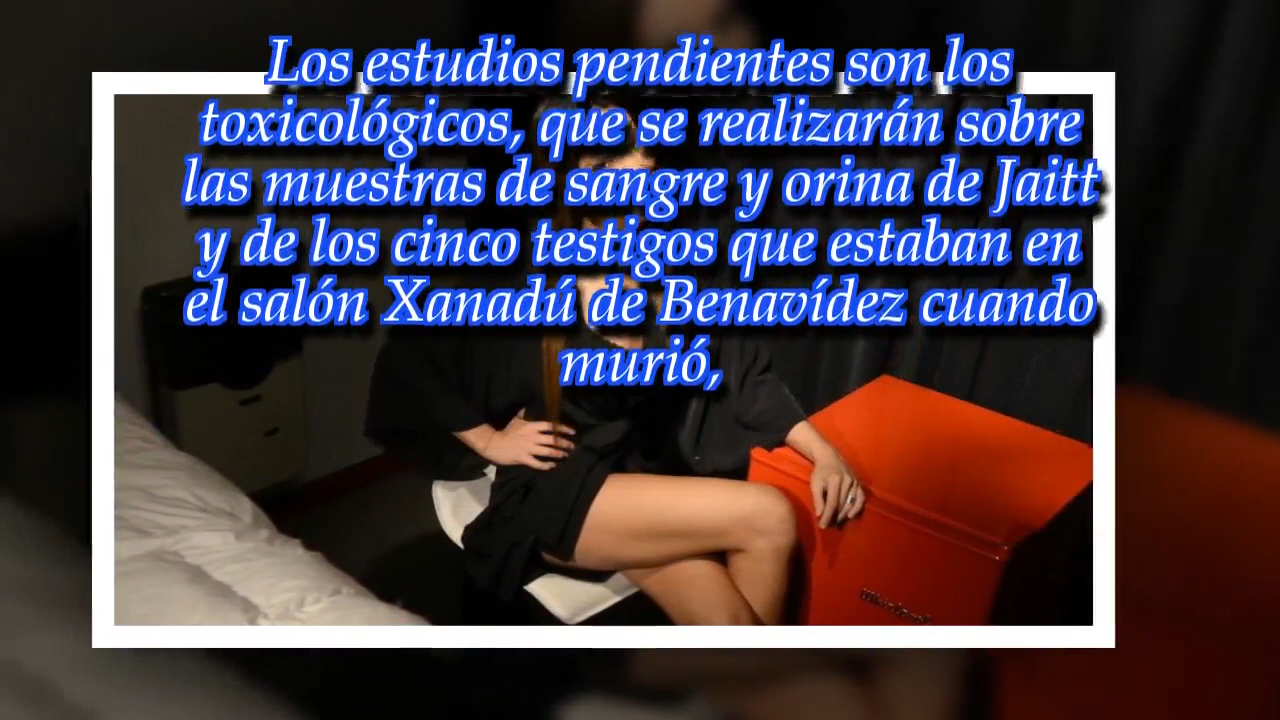 Los estudios pendientes son los
toxicológicos, que se realizarán sobre
las muestras de sangre y orina de Jaitt
y de los cinco testigos que estaban en
el salón Xanadú de Benavídez cuando
murió,